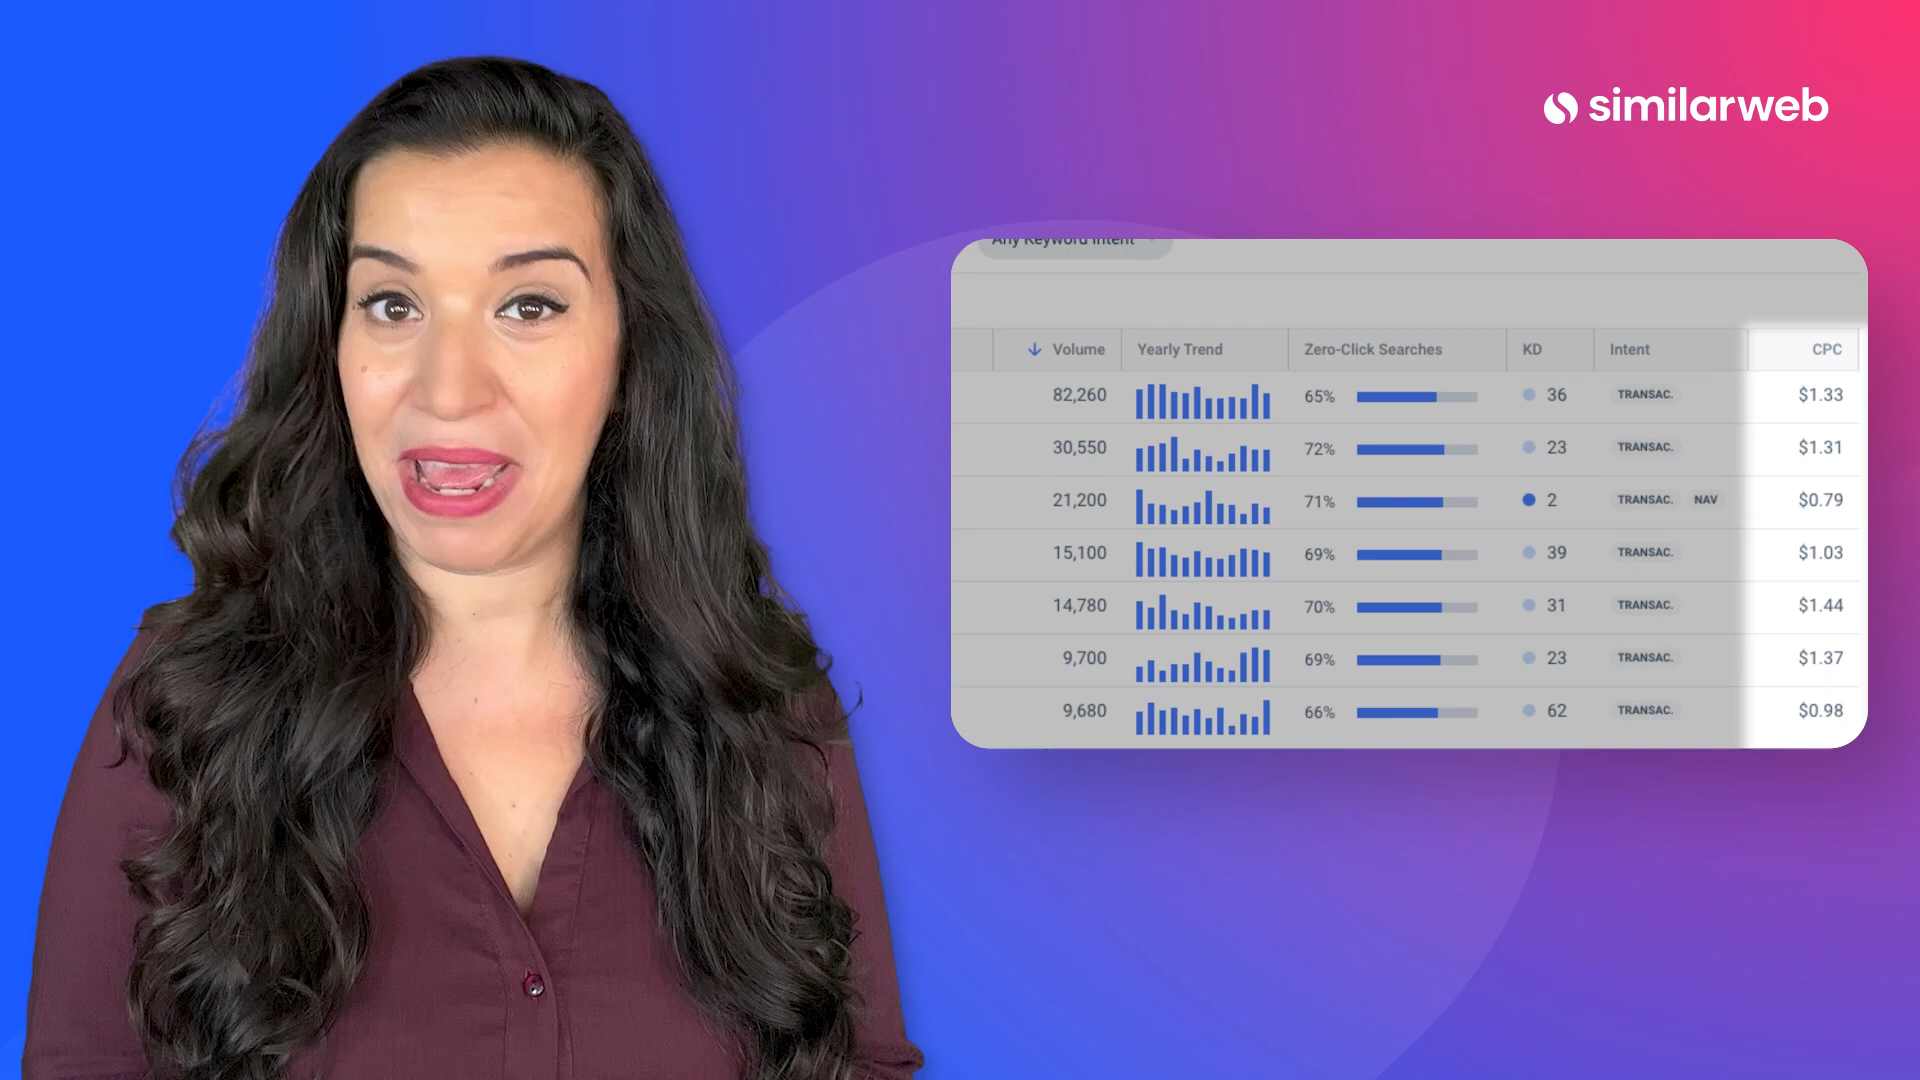 similarweb
Any Keyword Intent
Volume Yearly Trend Zero-Click Searches KD Intent CPC
82,260 65% 36 TRANSAC. $1.33
30,550 72% 23 TRANSAC. $1.31
21,200 71% 2 TRANSAC. NAV $0.79
15,100 69% 39 TRANSAC. $1.03
14,780 70% 31 TRANSAC. $1.44
9,700 69% 23 TRANSAC. $1.37
9,680 66% 62 TRANSAC. $0.98